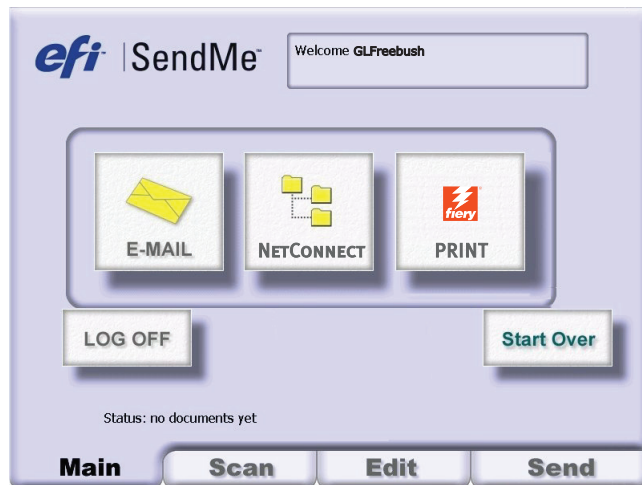 efi | SendMe™
Welcome GLFreebush
E-MAIL
NETCONNECT
fiery
PRINT
LOG OFF
Start Over
Status: no documents yet
Main
Scan
Edit
Send